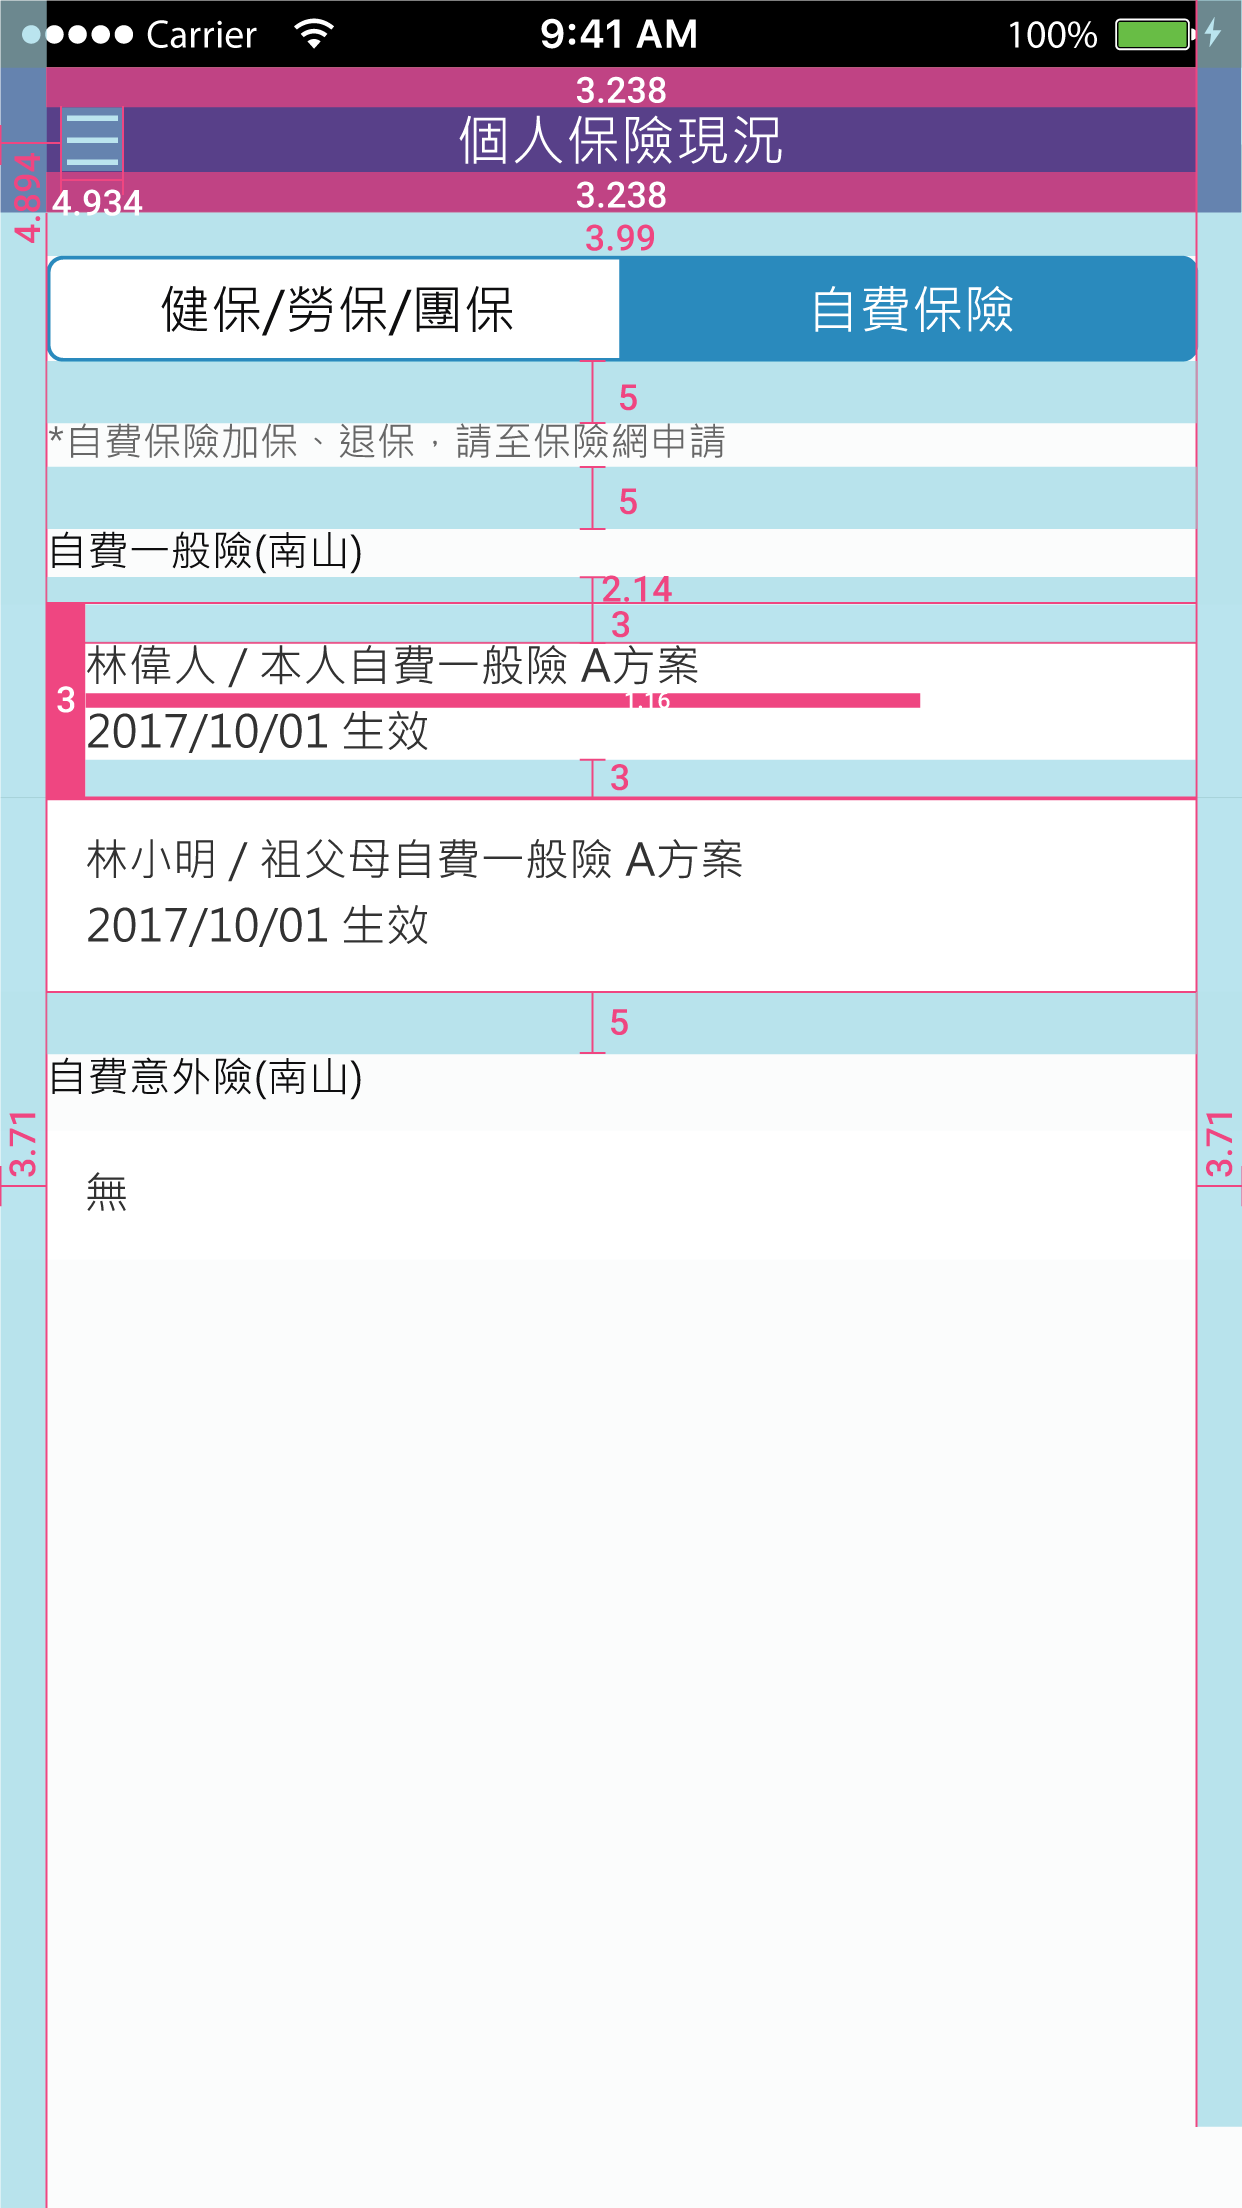 Carrier 9:41 AM 100%
3.238
個人保險現況
3.238
4.894
4.934
3.99
健保/勞保/團保 自費保險
5
*自費保險加保、退保，請至保險網申請
5
自費一般險(南山)
2.14
3
林偉人 / 本人自費一般險 A方案
3
1.16
2017/10/01 生效
3
林小明 / 祖父母自費一般險 A方案
2017/10/01 生效
5
自費意外險(南山)
3.71 3.71
無